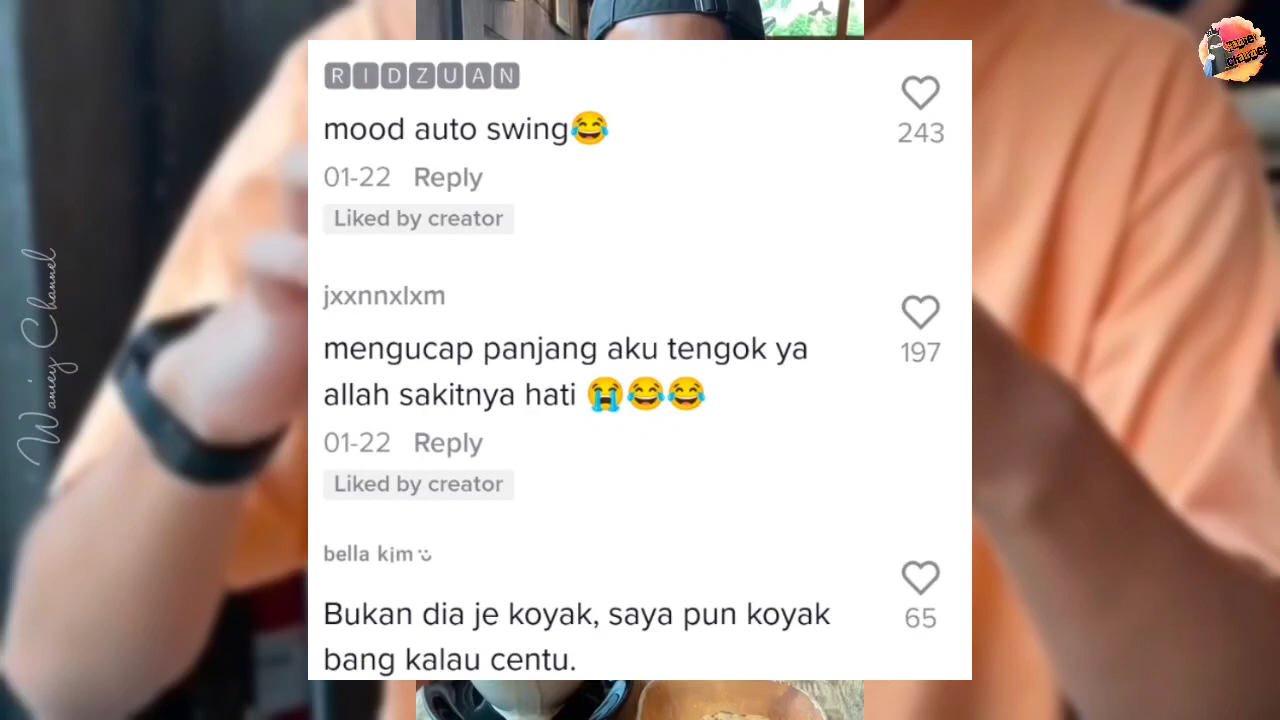 RIDZUAN
243
mood auto swing😂
01-22 Reply
Liked by creator
jxxnnxlxm
197
mengucap panjang aku tengok ya
allah sakitnya hati 😭😂😂
01-22 Reply
Liked by creator
bella kjm
65
Bukan dia je koyak, saya pun koyak
bang kalau centu.
Waniey Channel